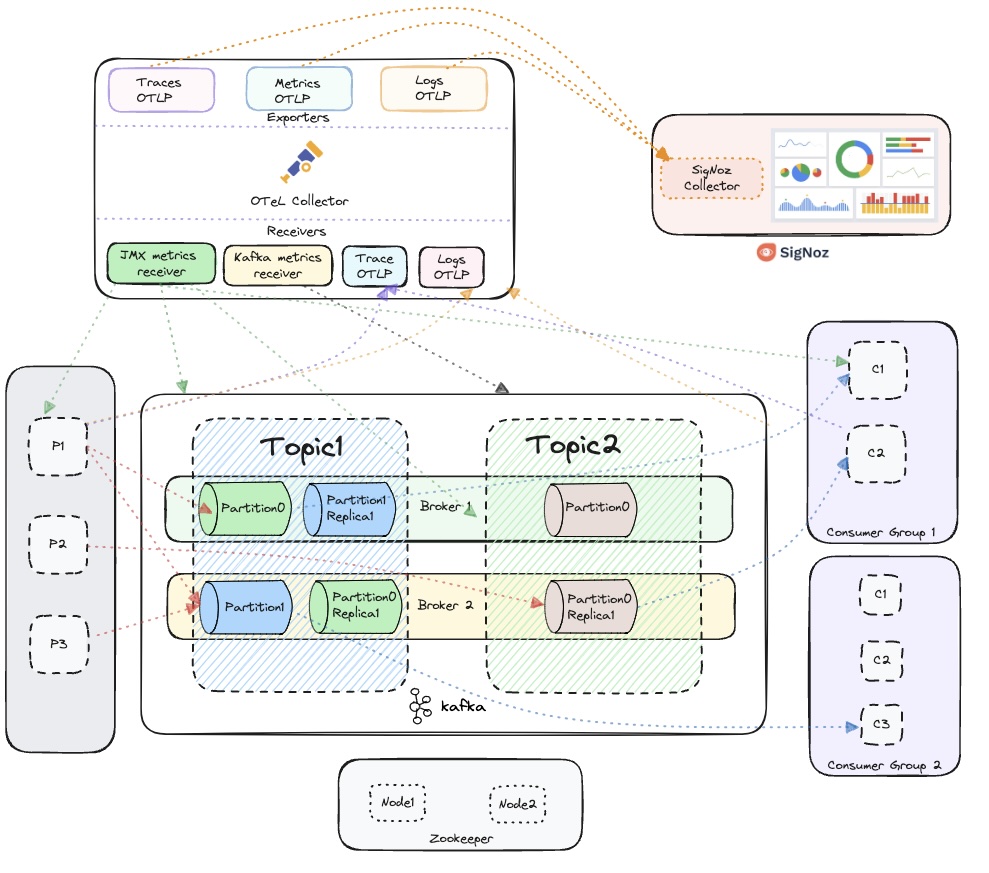 Traces
OTLP
Metrics
OTLP
Logs
OTLP
Exporters
OTeL Collector
Receivers
JMX metrics
receiver
Kafka metrics
receiver
Trace
OTLP
Logs
OTLP
SigNoz
Collector
SigNoz
P1
P2
P3
Topic1
Topic2
Partition0
Partition1
Replica1
Broker 1
Partition0
Partition1
Partition0
Replica1
Broker 2
Partition0
Replica1
kafka
C1
C2
Consumer Group 1
C1
C2
C3
Consumer Group 2
Node1
Node2
Zookeeper